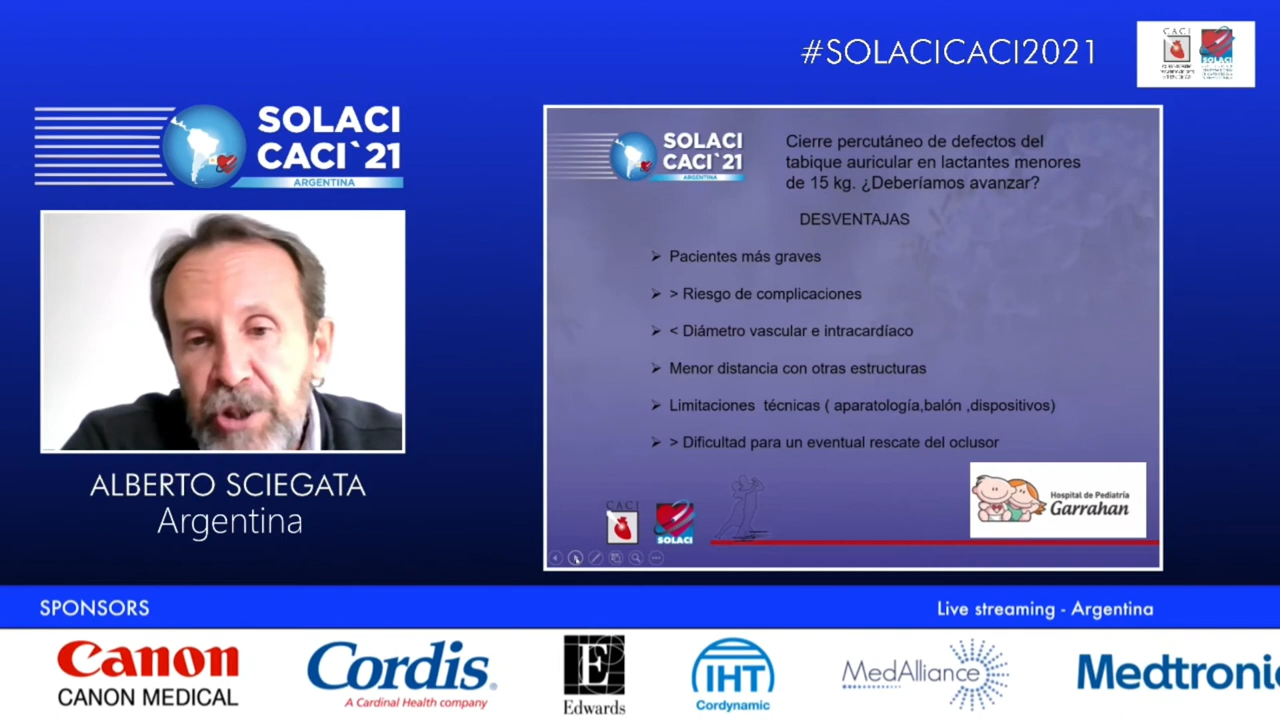 #SOLACICACI2021
CACI
SOLACI
SOLACI
CACI`21
ARGENTINA
ALBERTO SCIEGATA
Argentina
SOLACI
CACI`21
ARGENTINA
Cierre percutáneo de defectos del
tabique auricular en lactantes menores
de 15 kg. ¿Deberíamos avanzar?
DESVENTAJAS
➢ Pacientes más graves
➢ > Riesgo de complicaciones
➢ < Diámetro vascular e intracardíaco
➢ Menor distancia con otras estructuras
➢ Limitaciones técnicas ( aparatología,balón ,dispositivos)
➢ > Dificultad para un eventual rescate del oclusor
CACI
SOLACI
Hospital de Pediatría
Garrahan
SPONSORS
Live streaming - Argentina
Canon
CANON MEDICAL
Cordis®
A Cardinal Health company
E
Edwards
IHT
Cordynamic
MedAlliance
Medtronic